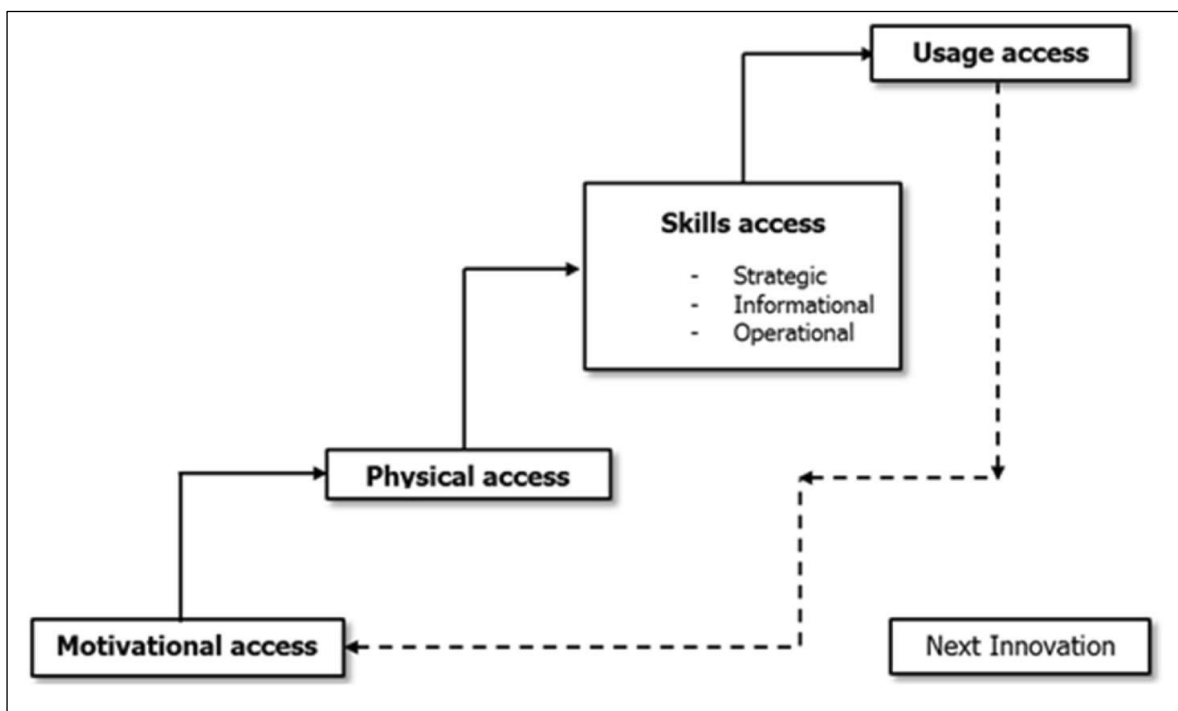 Usage access
Skills access
- Strategic
- Informational
- Operational
Physical access
Motivational access
Next Innovation